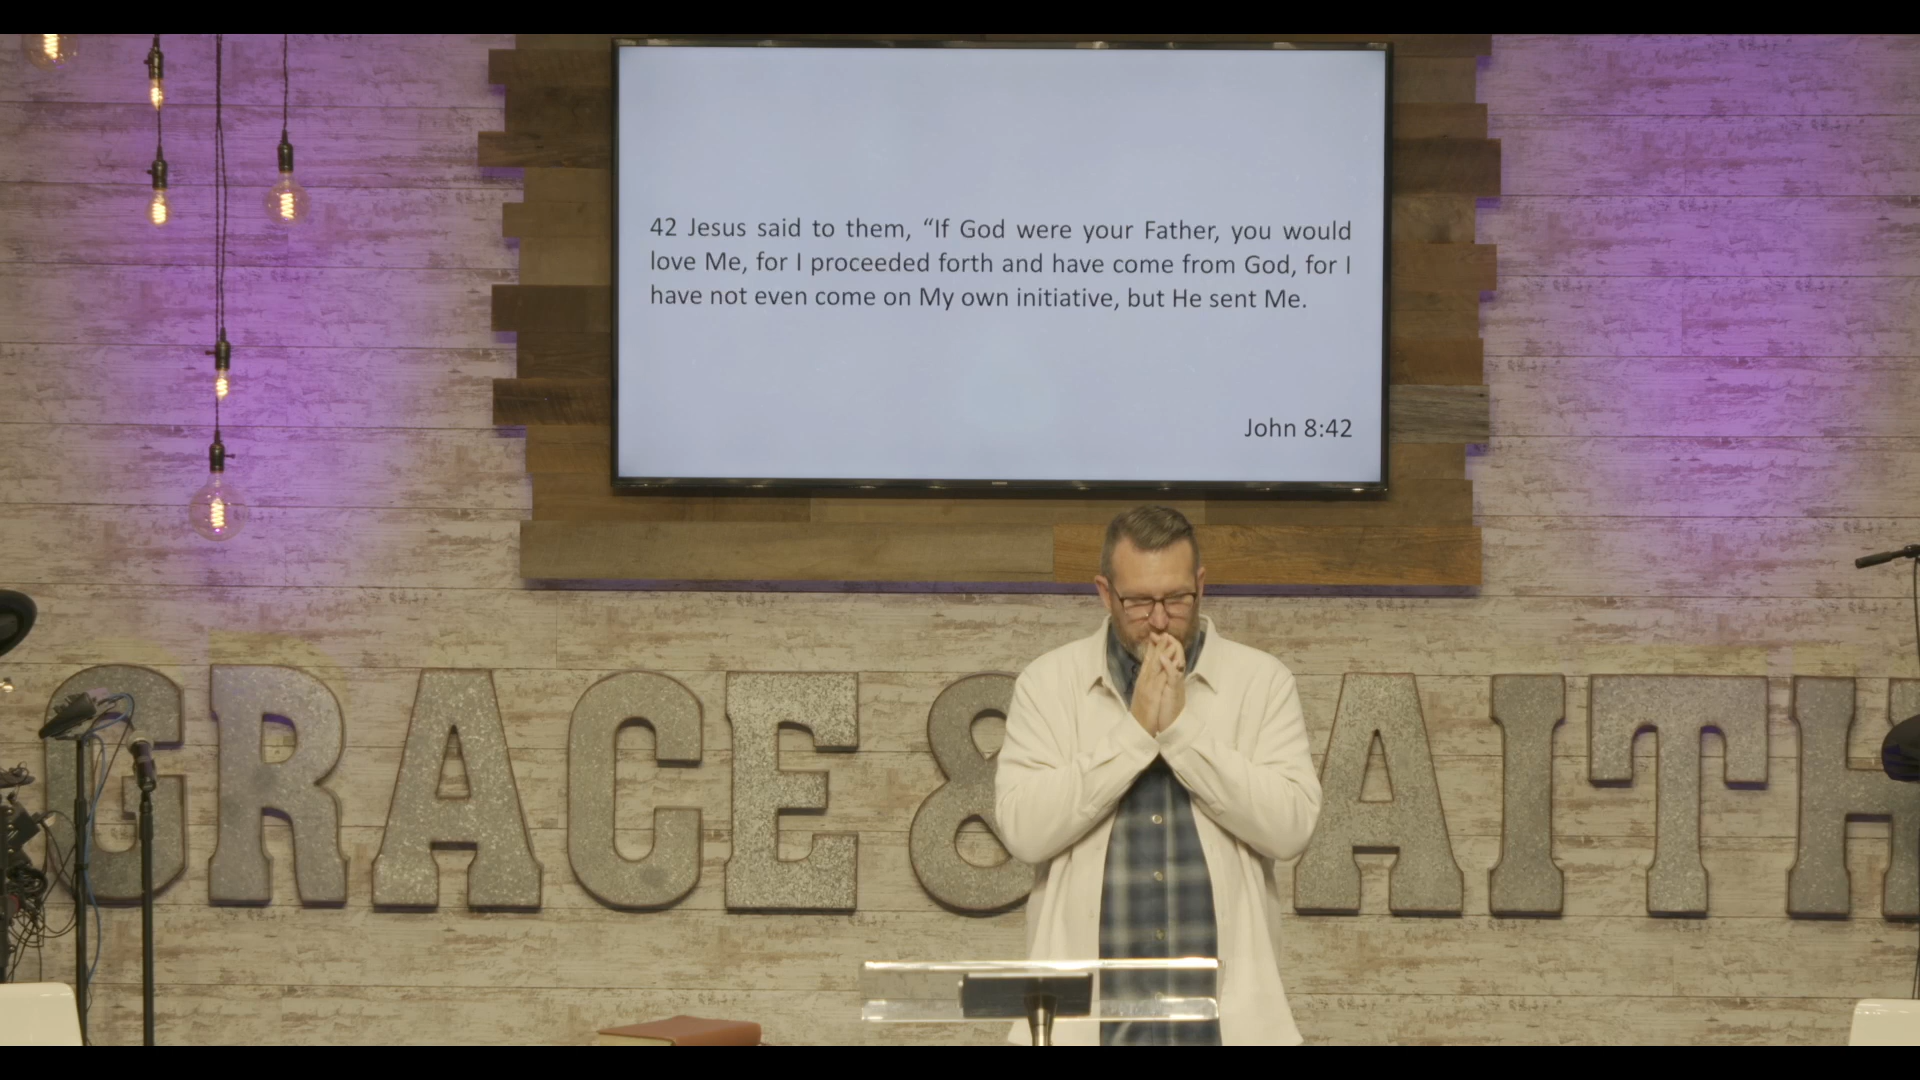 42 Jesus said to them, “If God were your Father, you would
love Me, for I proceeded forth and have come from God, for I
have not even come on My own initiative, but He sent Me.
John 8:42
GRACE & AITH